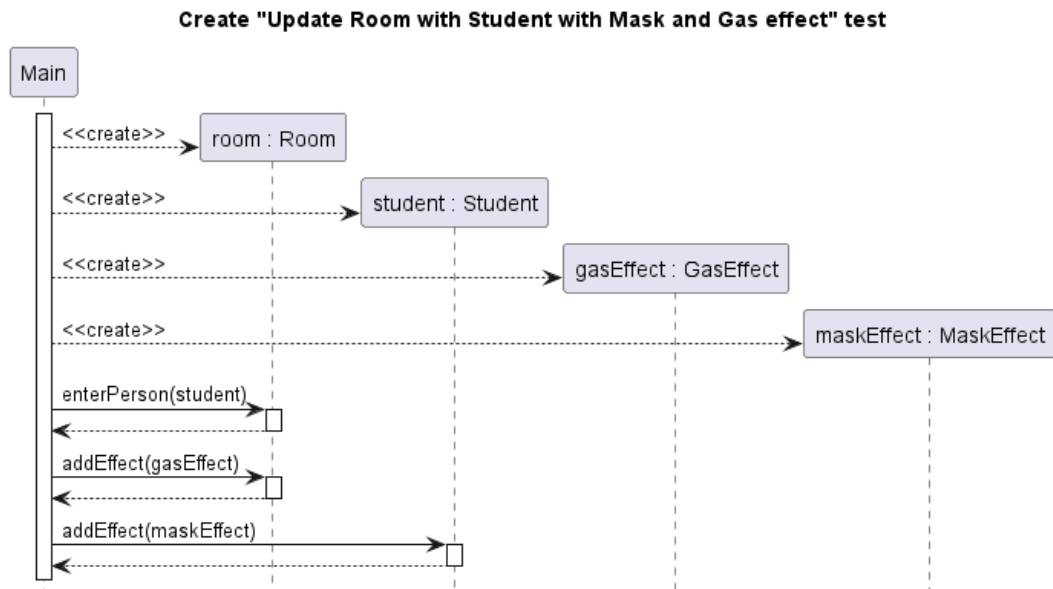 Create "Update Room with Student with Mask and Gas effect" test
Main
<<create>>
room : Room
<<create>>
student : Student
<<create>>
gasEffect : GasEffect
<<create>>
maskEffect : MaskEffect
enterPerson(student)
addEffect(gasEffect)
addEffect(maskEffect)